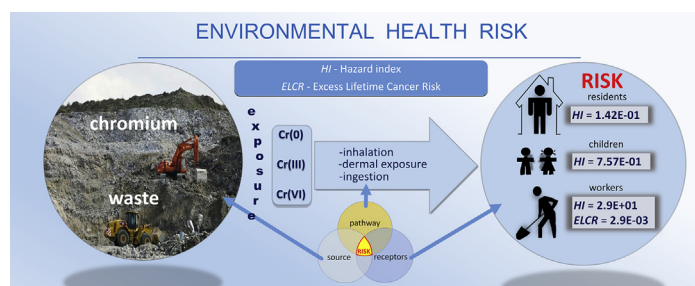 ENVIRONMENTAL HEALTH RISK
HI - Hazard index
ELCR - Excess Lifetime Cancer Risk
chromium
waste
exposure
Cr(0)
Cr(III)
Cr(VI)
-inhalation
-dermal exposure
-ingestion
pathway
RISK
source
receptors
RISK
residents
HI = 1.42E-01
children
HI = 7.57E-01
workers
HI = 2.9E+01
ELCR = 2.9E-03